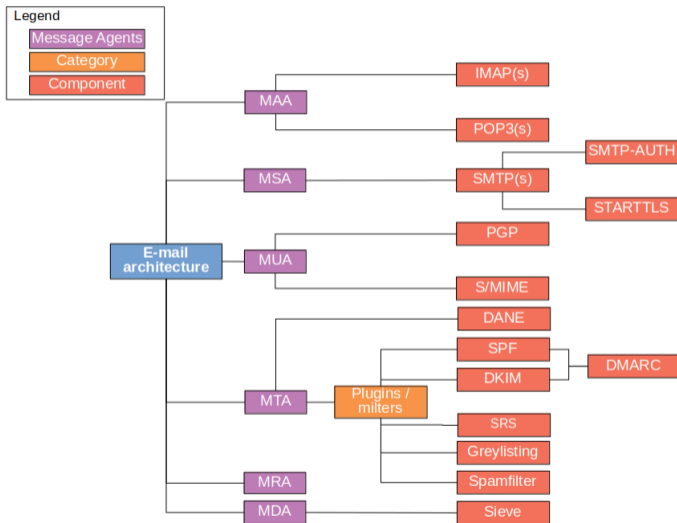 Legend
Message Agents
Category
Component
IMAP(s)
MAA
POP3(s)
SMTP-AUTH
MSA
SMTP(s)
STARTTLS
PGP
E-mail
architecture
MUA
S/MIME
DANE
SPF
DMARC
DKIM
Plugins /
milters
MTA
SRS
Greylisting
Spamfilter
MRA
MDA
Sieve